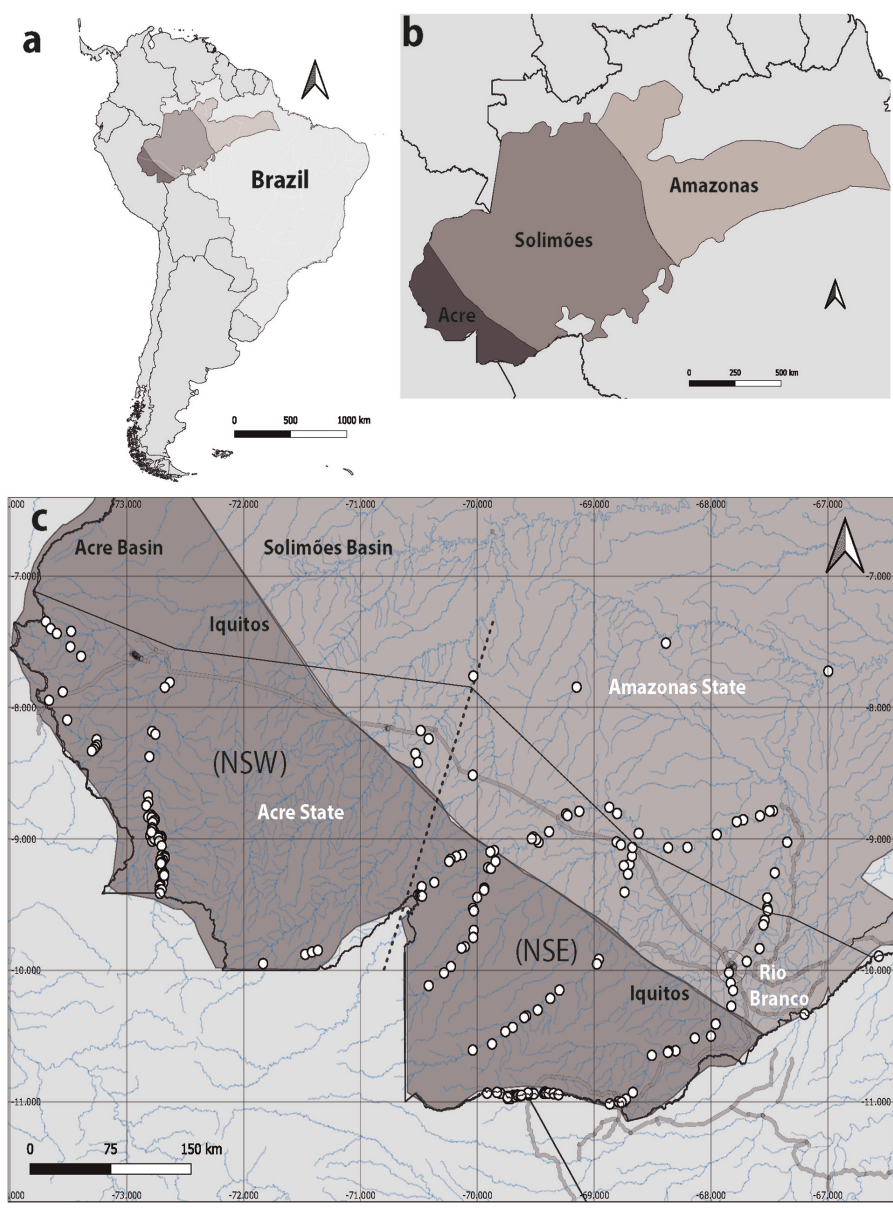 a
Brazil
0 500 1000 km
b
Amazonas
Solimões
Acre
0 250 500 km
c
.000 -73.000 -72.000 -71.000 -70.000 -69.000 -68.000 -67.000
Acre Basin
Solimões Basin
-7.000 -7.000
Iquitos
Amazonas State
-8.000 -8.000
(NSW)
Acre State
-9.000 -9.000
(NSE)
-10.000 -10.000
Rio
Branco
Iquitos
-11.000 -11.000
0 75 150 km
.000 -73.000 -72.000 -71.000 -70.000 -69.000 -68.000 -67.000